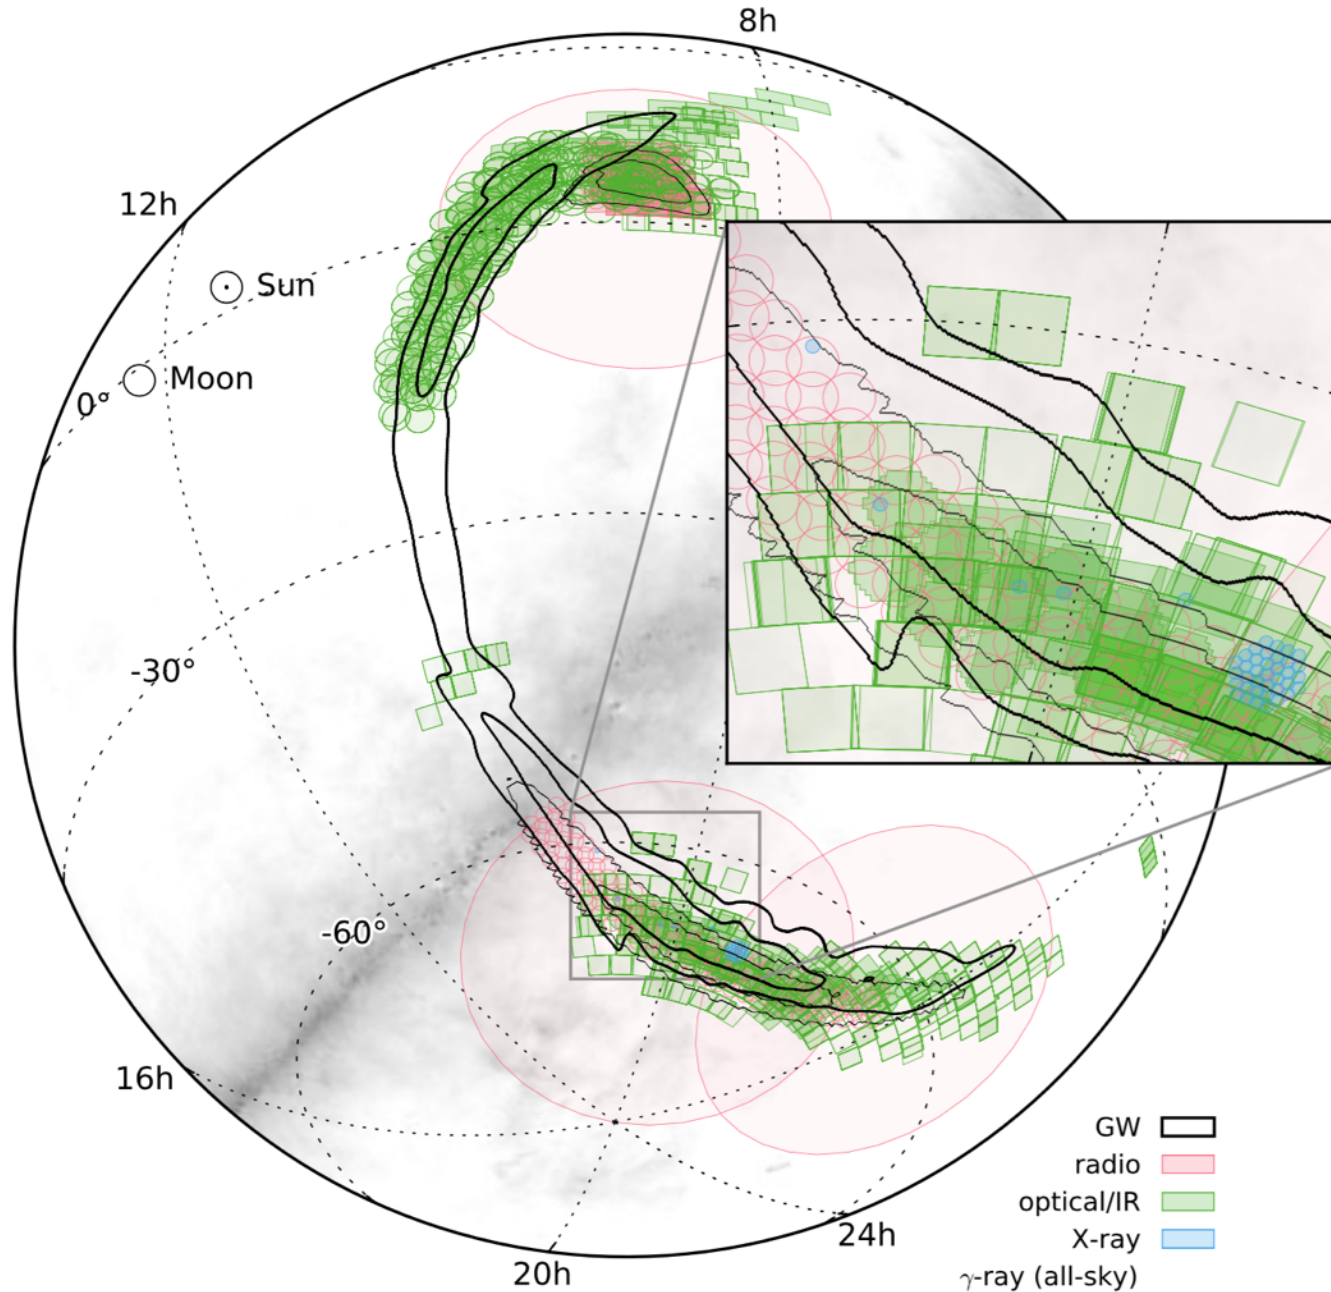 8h
12h
Sun
Moon
0°
-30°
-60°
16h
20h
24h
GW
radio
optical/IR
X-ray
γ-ray (all-sky)